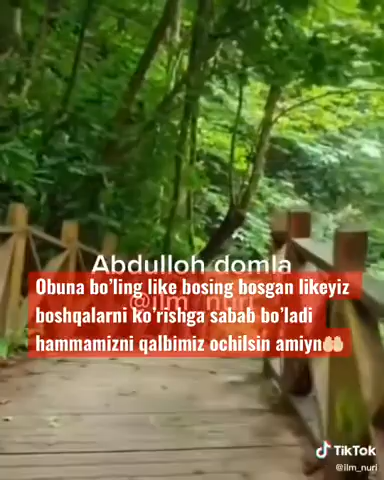 Abdulloh domla
Obuna bo'ling like bosing bosgan likeyiz
@ilm_nuri
boshqalarni ko'rishga sabab bo'ladi
hammamizni qalbimiz ochilsin amiyn🤲🏻
TikTok
@ilm_nuri